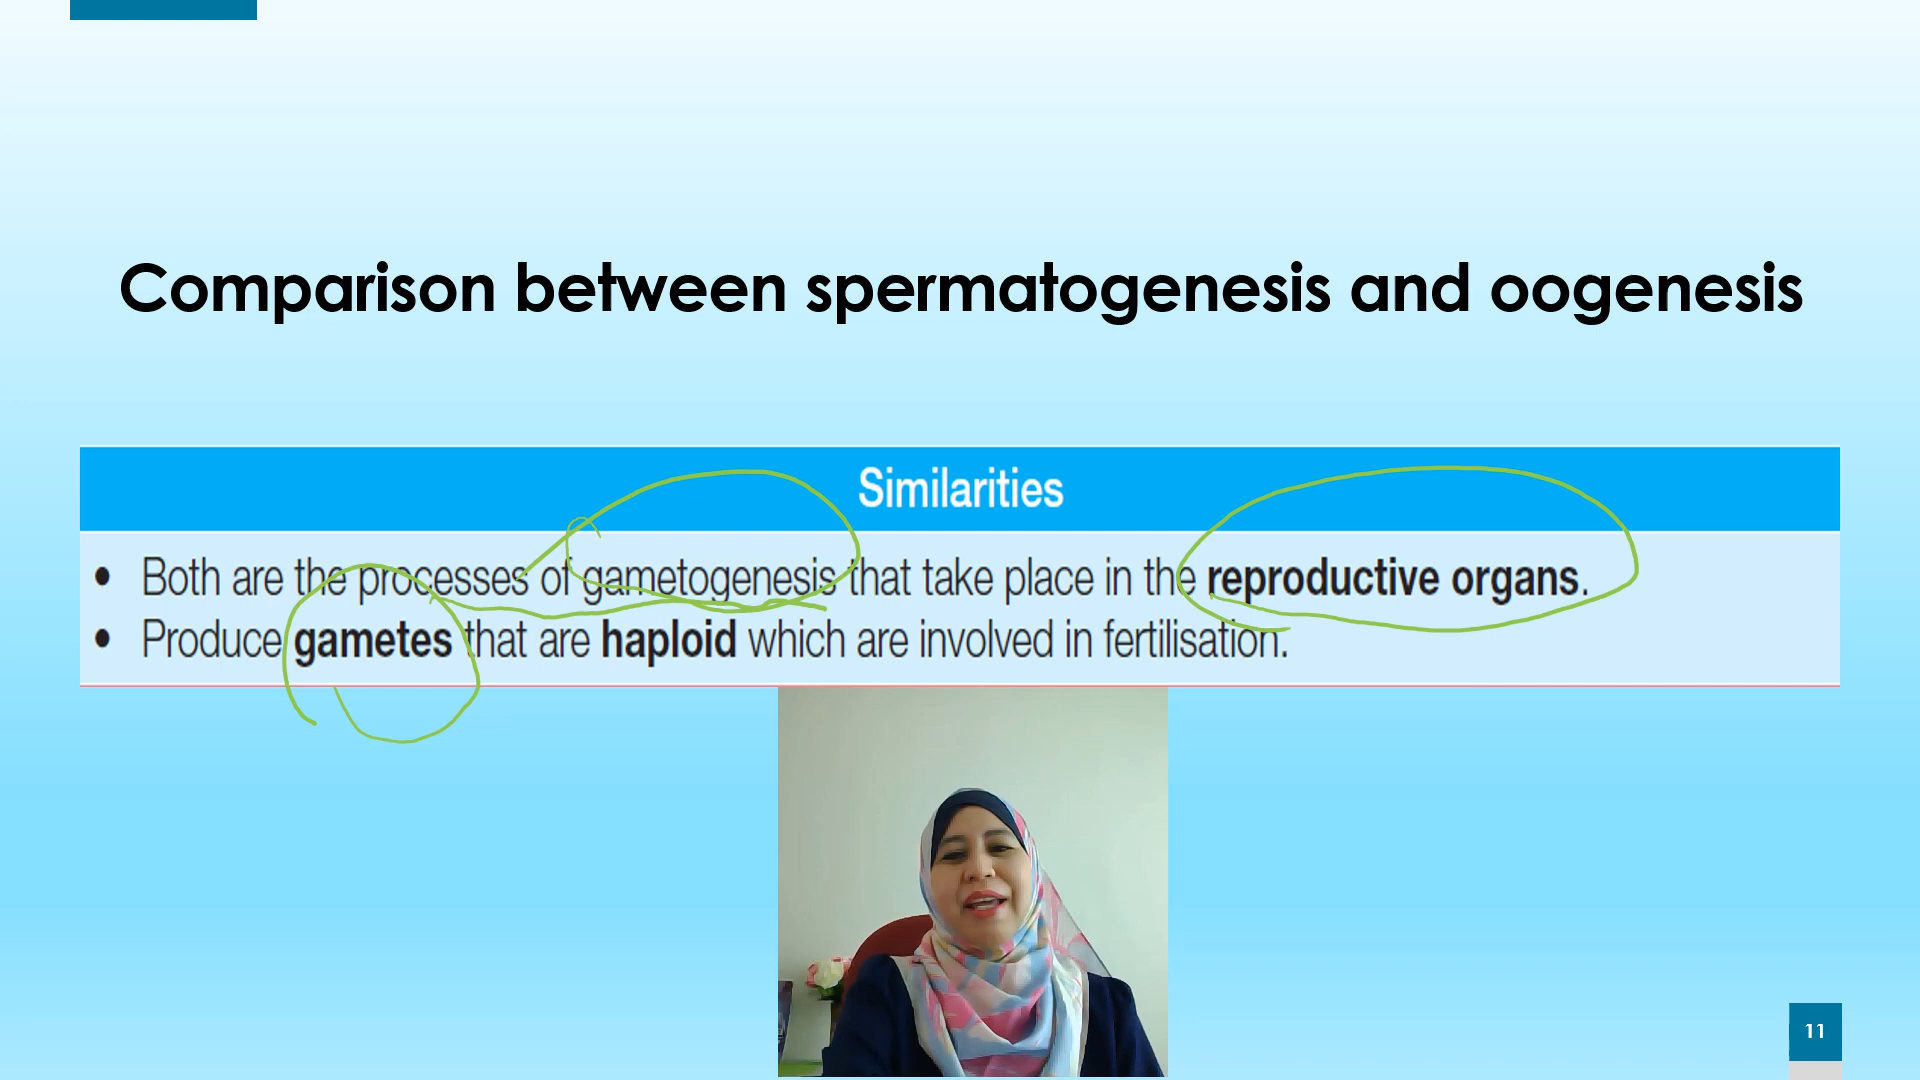 Comparison between spermatogenesis and oogenesis
Similarities
• Both are the processes of gametogenesis that take place in the reproductive organs.
• Produce gametes that are haploid which are involved in fertilisation.
11